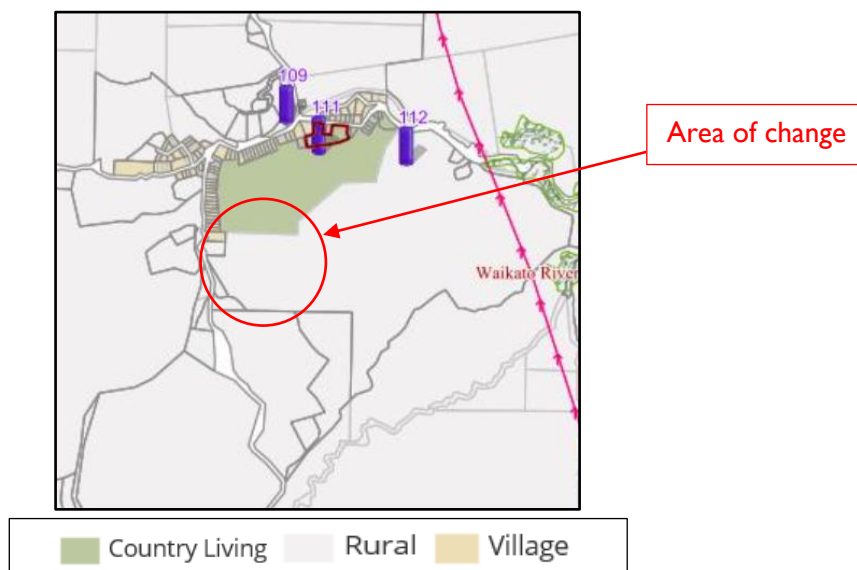 109
111
112
Area of change
Waikato River
Country Living
Rural
Village